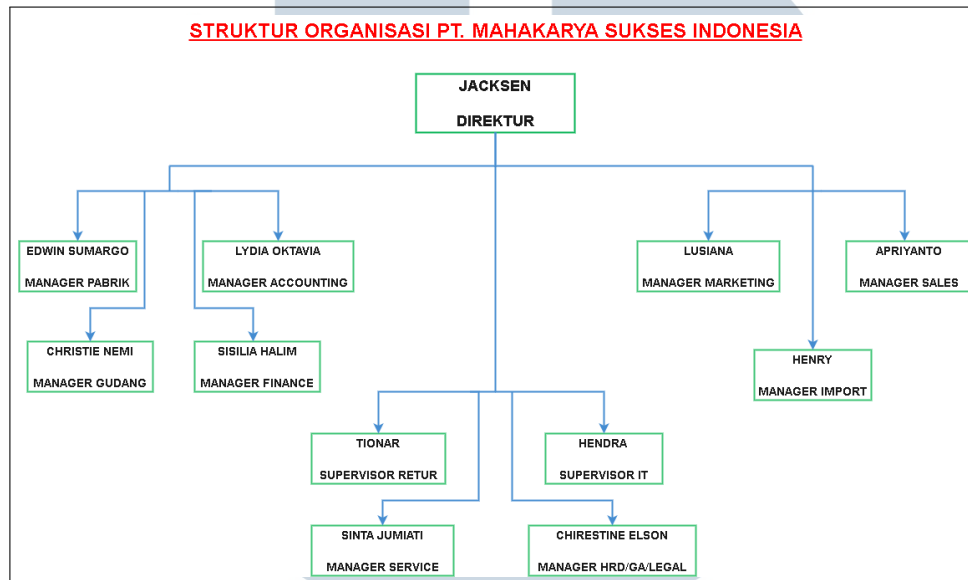 STRUKTUR ORGANISASI PT. MAHAKARYA SUKSES INDONESIA
JACKSEN
DIREKTUR
EDWIN SUMARGO
MANAGER PABRIK
LYDIA OKTAVIA
MANAGER ACCOUNTING
LUSIANA
MANAGER MARKETING
APRIYANTO
MANAGER SALES
CHRISTIE NEMI
MANAGER GUDANG
SISILIA HALIM
MANAGER FINANCE
HENRY
MANAGER IMPORT
TIONAR
SUPERVISOR RETUR
HENDRA
SUPERVISOR IT
SINTA JUMIATI
MANAGER SERVICE
CHIRESTINE ELSON
MANAGER HRD/GA/LEGAL